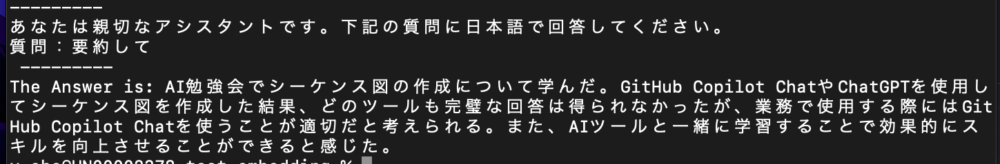 ---------
あなたは親切なアシスタントです。下記の質問に日本語で回答してください。
質問：要約して
---------
The Answer is: AI勉強会でシーケンス図の作成について学んだ。GitHub Copilot ChatやChatGPTを使用し
てシーケンス図を作成した結果、どのツールも完璧な回答は得られなかったが、業務で使用する際にはGit
Hub Copilot Chatを使うことが適切だと考えられる。また、AIツールと一緒に学習することで効果的にス
キルを向上させることができると感じた。